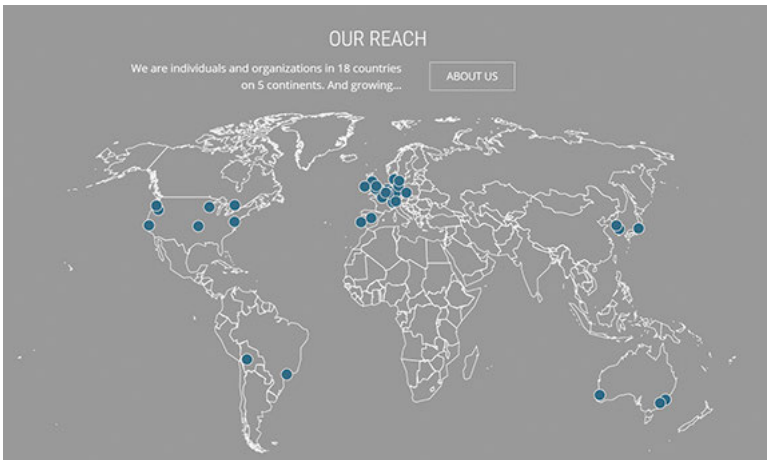 OUR REACH
We are individuals and organizations in 18 countries
on 5 continents. And growing...
ABOUT US